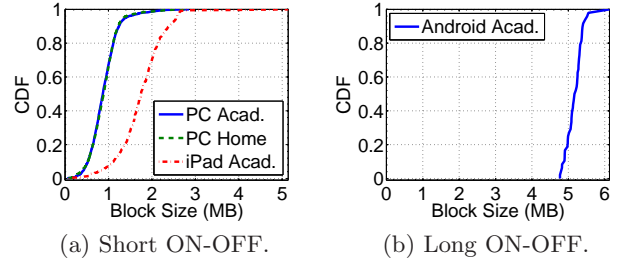 1
0.8
0.6
0.4
0.2
0
CDF
PC Acad.
PC Home
iPad Acad.
0 1 2 3 4 5
Block Size (MB)
(a) Short ON-OFF.
1
0.8
0.6
0.4
0.2
0
CDF
Android Acad.
0 1 2 3 4 5 6
Block Size (MB)
(b) Long ON-OFF.